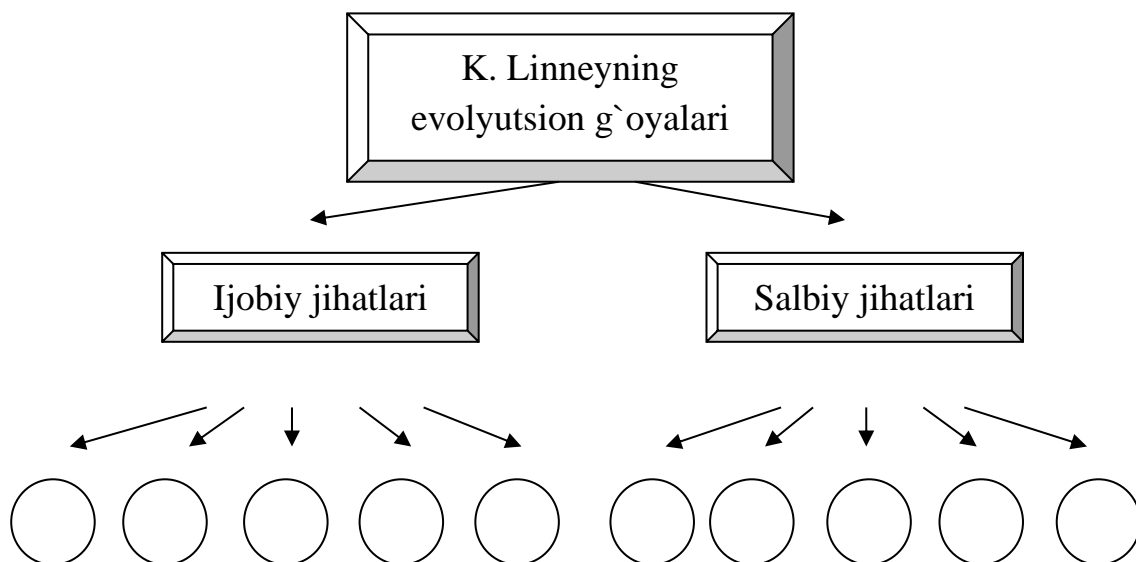 K. Linneyning
evolyutsion g`oyalari
Ijobiy jihatlari
Salbiy jihatlari